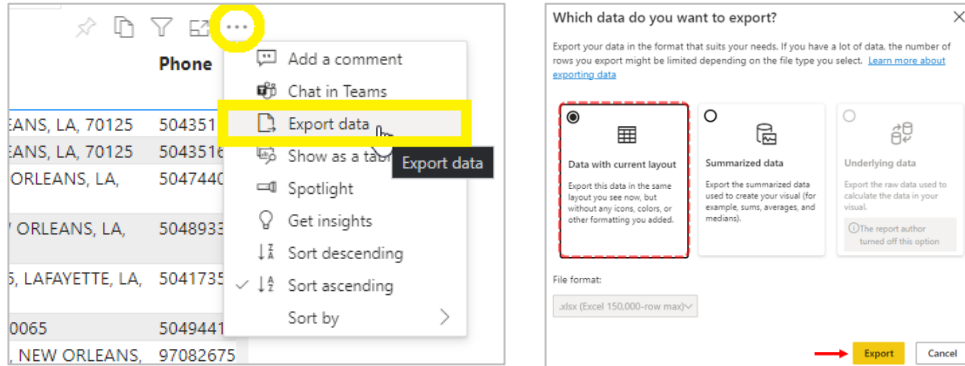 Phone
EANS, LA, 70125 504351
EANS, LA, 70125 5043516
ORLEANS, LA, 5047440
ORLEANS, LA, 5048933
, LAFAYETTE, LA, 5041735
0065 5049441
, NEW ORLEANS, 97082675
Add a comment
Chat in Teams
Export data
Show as a tab
Export data
Spotlight
Get insights
Sort descending
Sort ascending
Sort by
Which data do you want to export?
Export your data in the format that suits your needs. If you have a lot of data, the number of
rows you export might be limited depending on the file type you select. Learn more about
exporting data
Data with current layout
Export this data in the same
layout you see now, but
without any icons, colors, or
other formatting you added.
Summarized data
Export the summarized data
used to create your visual (for
example, sums, averages, and
medians).
Underlying data
Export the raw data used to
calculate the data in your
visual.
The report author
turned off this option
File format:
.xlsx (Excel 150,000-row max)
Export
Cancel